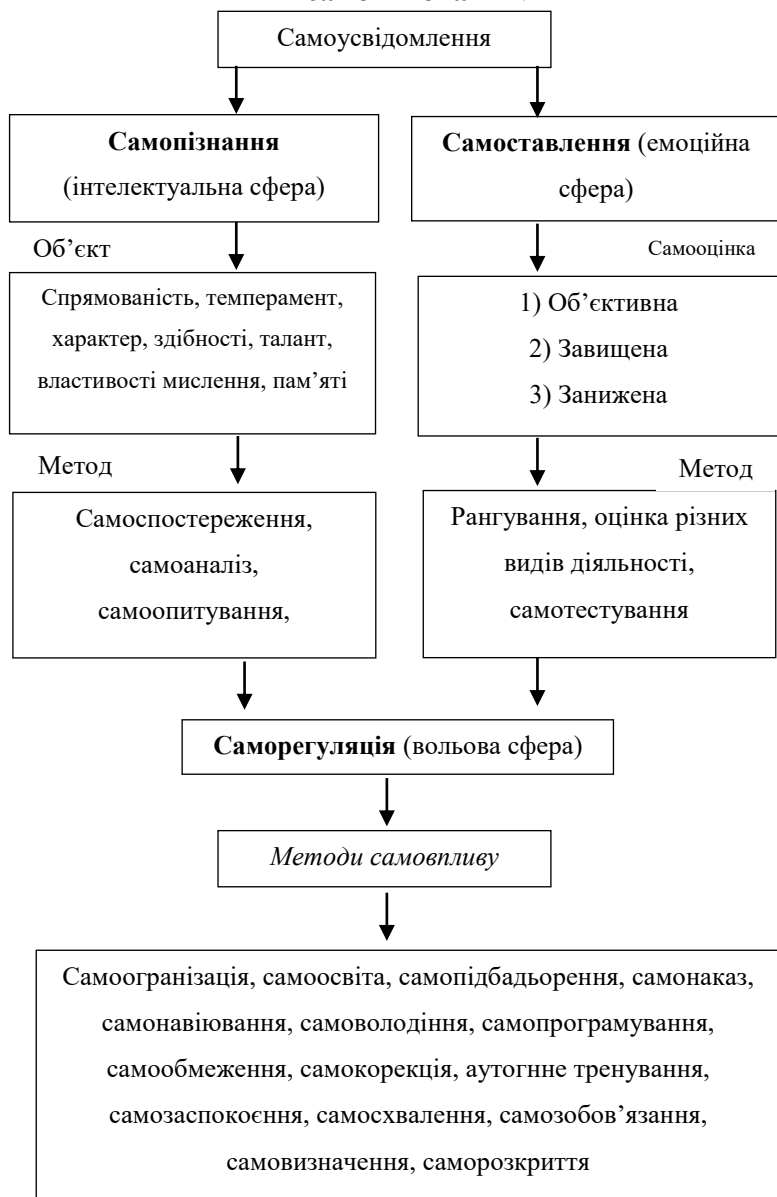 Самоусвідомлення
Самопізнання
(інтелектуальна сфера)
Самоставлення (емоційна
сфера)
Об’єкт
Самооцінка
Спрямованість, темперамент,
характер, здібності, талант,
властивості мислення, пам’яті
1) Об’єктивна
2) Завищена
3) Занижена
Метод
Метод
Самоспостереження,
самоаналіз,
самоопитування,
Рангування, оцінка різних
видів діяльності,
самотестування
Саморегуляція (вольова сфера)
Методи самовпливу
Самоогранізація, самоосвіта, самопідбадьорення, самонаказ,
самонавіювання, самоволодіння, самопрограмування,
самообмеження, самокорекція, аутогнне тренування,
самозаспокоєння, самосхвалення, самозобов’язання,
самовизначення, саморозкриття